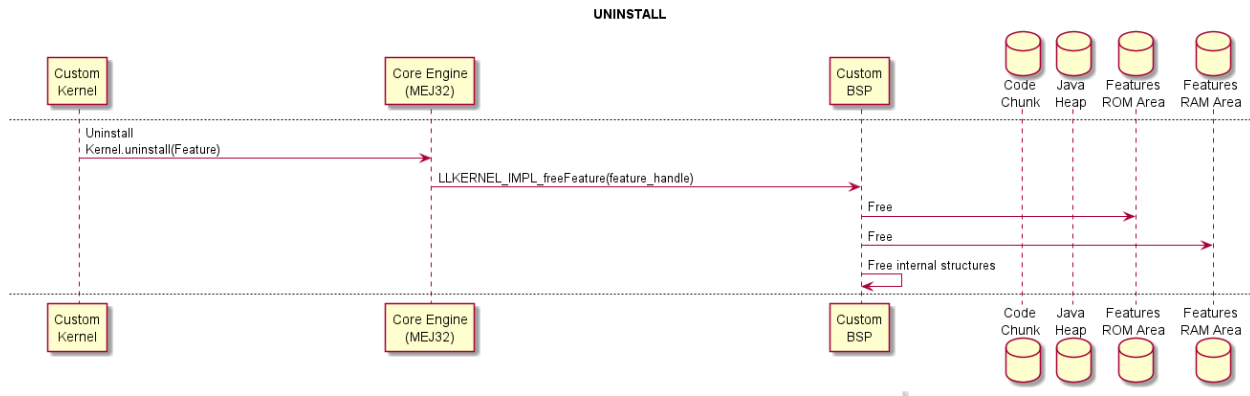 UNINSTALL
Custom
Kernel
Core Engine
(MEJ32)
Custom
BSP
Code
Chunk
Java
Heap
Features
ROM Area
Features
RAM Area
Uninstall
Kernel.uninstall(Feature)
LLKERNEL_IMPL_freeFeature(feature_handle)
Free
Free
Free internal structures
Custom
Kernel
Core Engine
(MEJ32)
Custom
BSP
Code
Chunk
Java
Heap
Features
ROM Area
Features
RAM Area